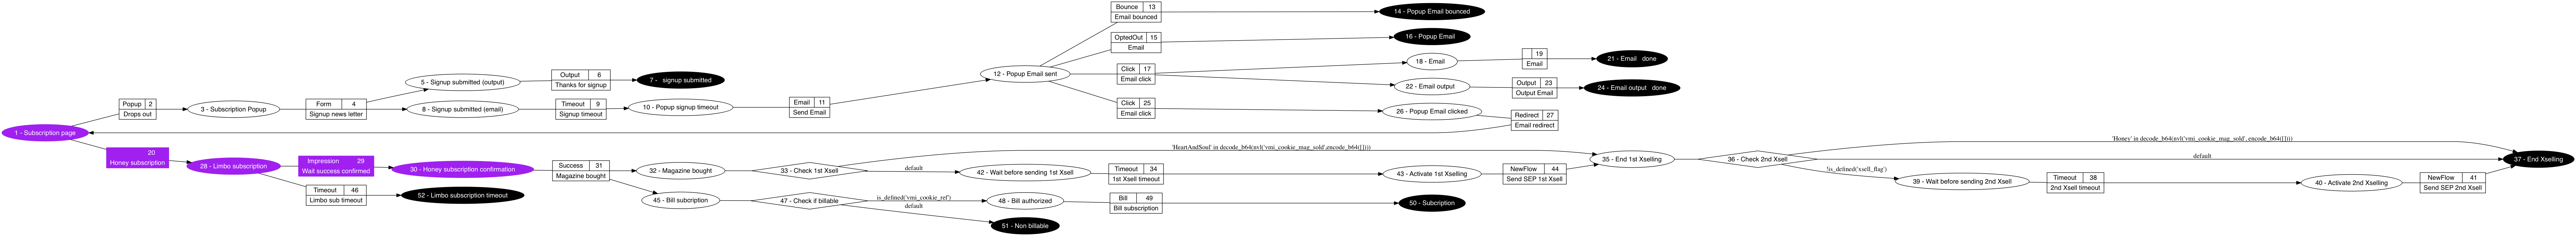 Bounce 13
Email bounced
14 - Popup Email bounced
OptedOut 15
Email
16 - Popup Email
12 - Popup Email sent
Click 17
Email click
18 - Email
19
Email
21 - Email done
22 - Email output
Output 23
Output Email
24 - Email output done
Click 25
Email click
26 - Popup Email clicked
Redirect 27
Email redirect
5 - Signup submitted (output)
Output 6
Thanks for signup
7 - signup submitted
Popup 2
Drops out
3 - Subscription Popup
Form 4
Signup news letter
8 - Signup submitted (email)
Timeout 9
Signup timeout
10 - Popup signup timeout
Email 11
Send Email
1 - Subscription page
20
Honey subscription
28 - Limbo subscription
Impression 29
Wait success confirmed
30 - Honey subscription confirmation
Success 31
Magazine bought
32 - Magazine bought
33 - Check 1st Xsell
'HeartAndSoul' in decode_b64(nvl('vmi_cookie_mag_sold',encode_b64([])))
default
42 - Wait before sending 1st Xsell
Timeout 34
1st Xsell timeout
43 - Activate 1st Xselling
NewFlow 44
Send SEP 1st Xsell
35 - End 1st Xselling
36 - Check 2nd Xsell
'Honey' in decode_b64(nvl('vmi_cookie_mag_sold',encode_b64([])))
default
37 - End Xselling
!is_defined('xsell_flag')
39 - Wait before sending 2nd Xsell
Timeout 38
2nd Xsell timeout
40 - Activate 2nd Xselling
NewFlow 41
Send SEP 2nd Xsell
Timeout 46
Limbo sub timeout
52 - Limbo subscription timeout
45 - Bill subcription
47 - Check if billable
is_defined('vmi_cookie_ref')
default
48 - Bill authorized
Bill 49
Bill subscription
50 - Subcription
51 - Non billable